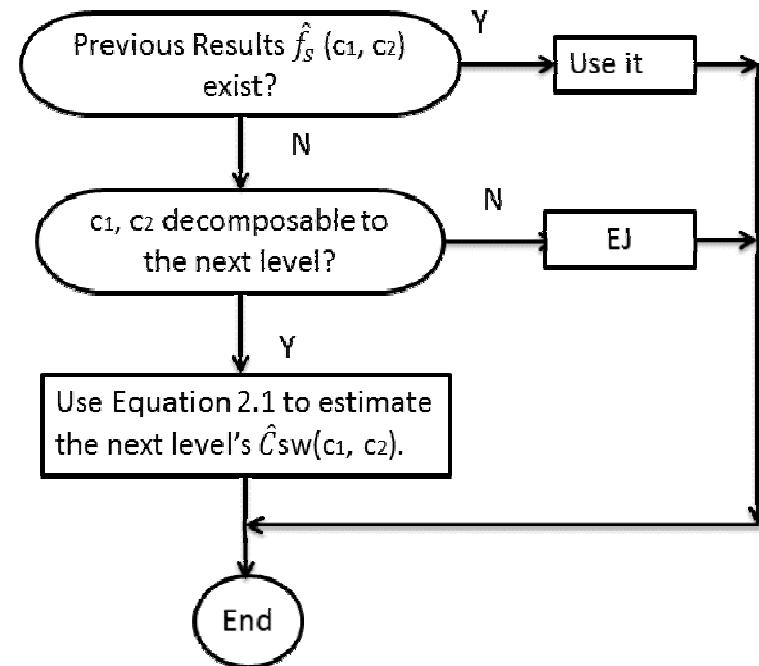 Previous Results f̂s (c1, c2)
exist?
Y
Use it
N
c1, c2 decomposable to
the next level?
N
EJ
Y
Use Equation 2.1 to estimate
the next level's Ĉsw(c1, c2).
End